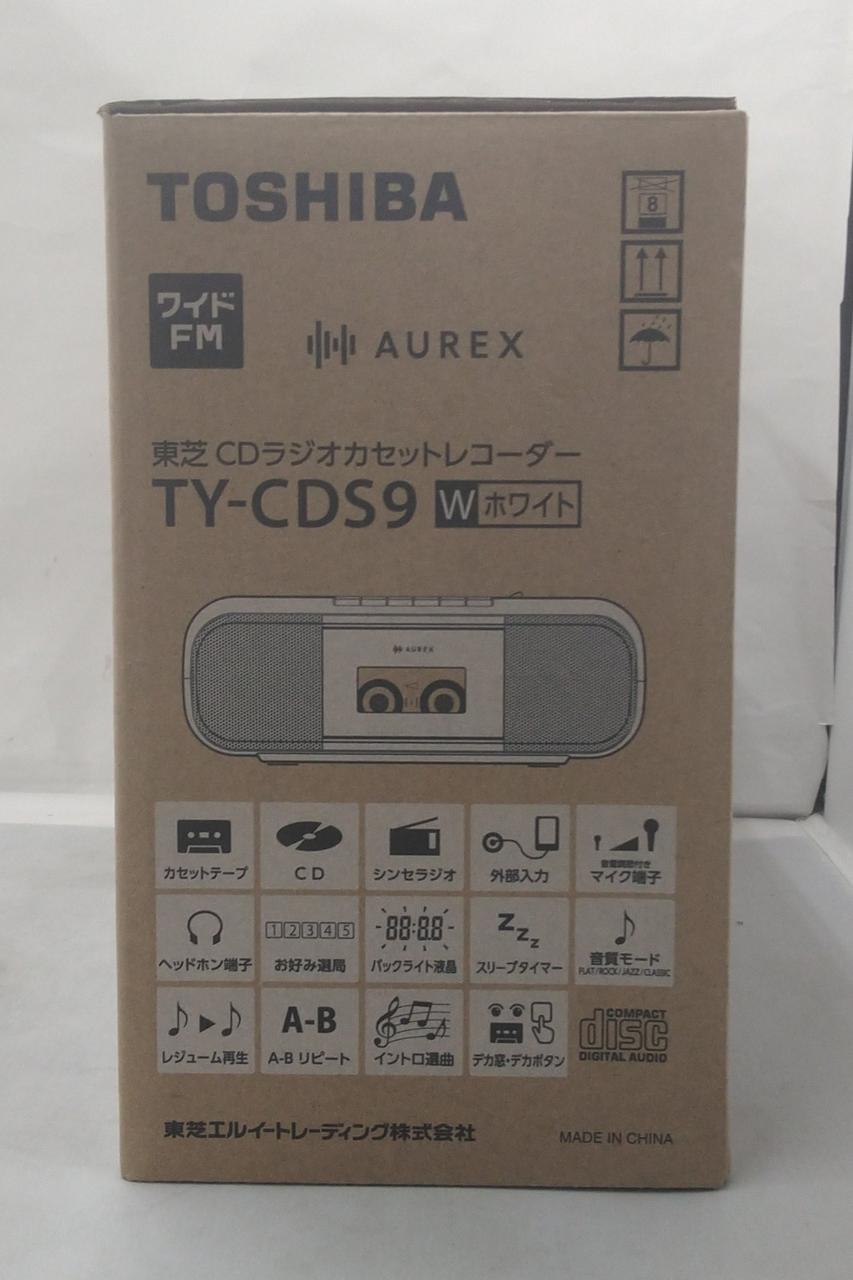 TOSHIBA
8
ワイド
FM
AUREX
東芝 CDラジオカセットレコーダー
TY-CDS9 W ホワイト
AUREX
カセットテープ
CD
シンセラジオ
外部入力
音量調節付き
マイク端子
ヘッドホン端子
1 2 3 4 5
お好み選局
88:8.8
バックライト液晶
Zzz
スリープタイマー
音質モード
FLAT/ROCK/JAZZ/CLASSIC
レジューム再生
A-B
A-B リピート
イントロ選曲
デカ窓・デカボタン
COMPACT
disc
DIGITAL AUDIO
東芝エルイートレーディング株式会社
MADE IN CHINA